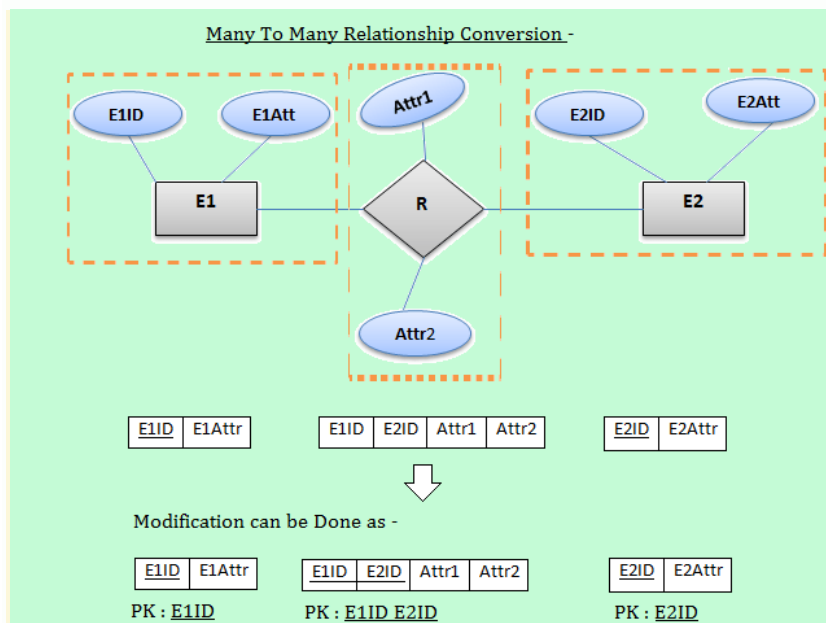 Many To Many Relationship Conversion -
Attr1
E1ID E1Att E2ID E2Att
E1 R E2
Attr2
E1ID E1Attr E1ID E2ID Attr1 Attr2 E2ID E2Attr
Modification can be Done as -
E1ID E1Attr E1ID E2ID Attr1 Attr2 E2ID E2Attr
PK : E1ID PK : E1ID E2ID PK : E2ID